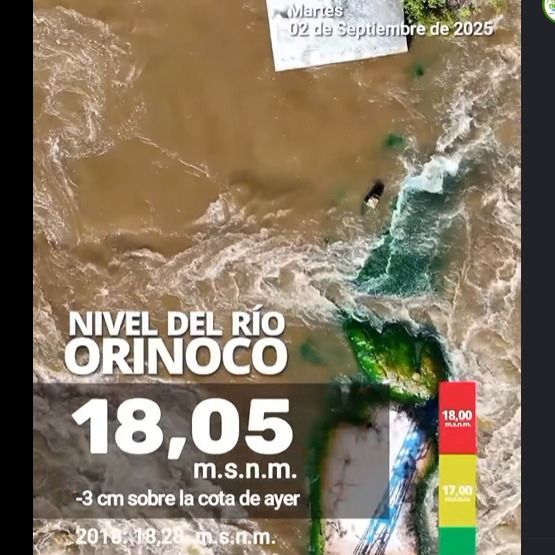 Martes
02 de Septiembre de 2025
NIVEL DEL RÍO
ORINOCO
18,05
m.s.n.m.
-3 cm sobre la cota de ayer
2018: 18,28 m.s.n.m.
18,00
m.s.n.m.
17,00
m.s.n.m.